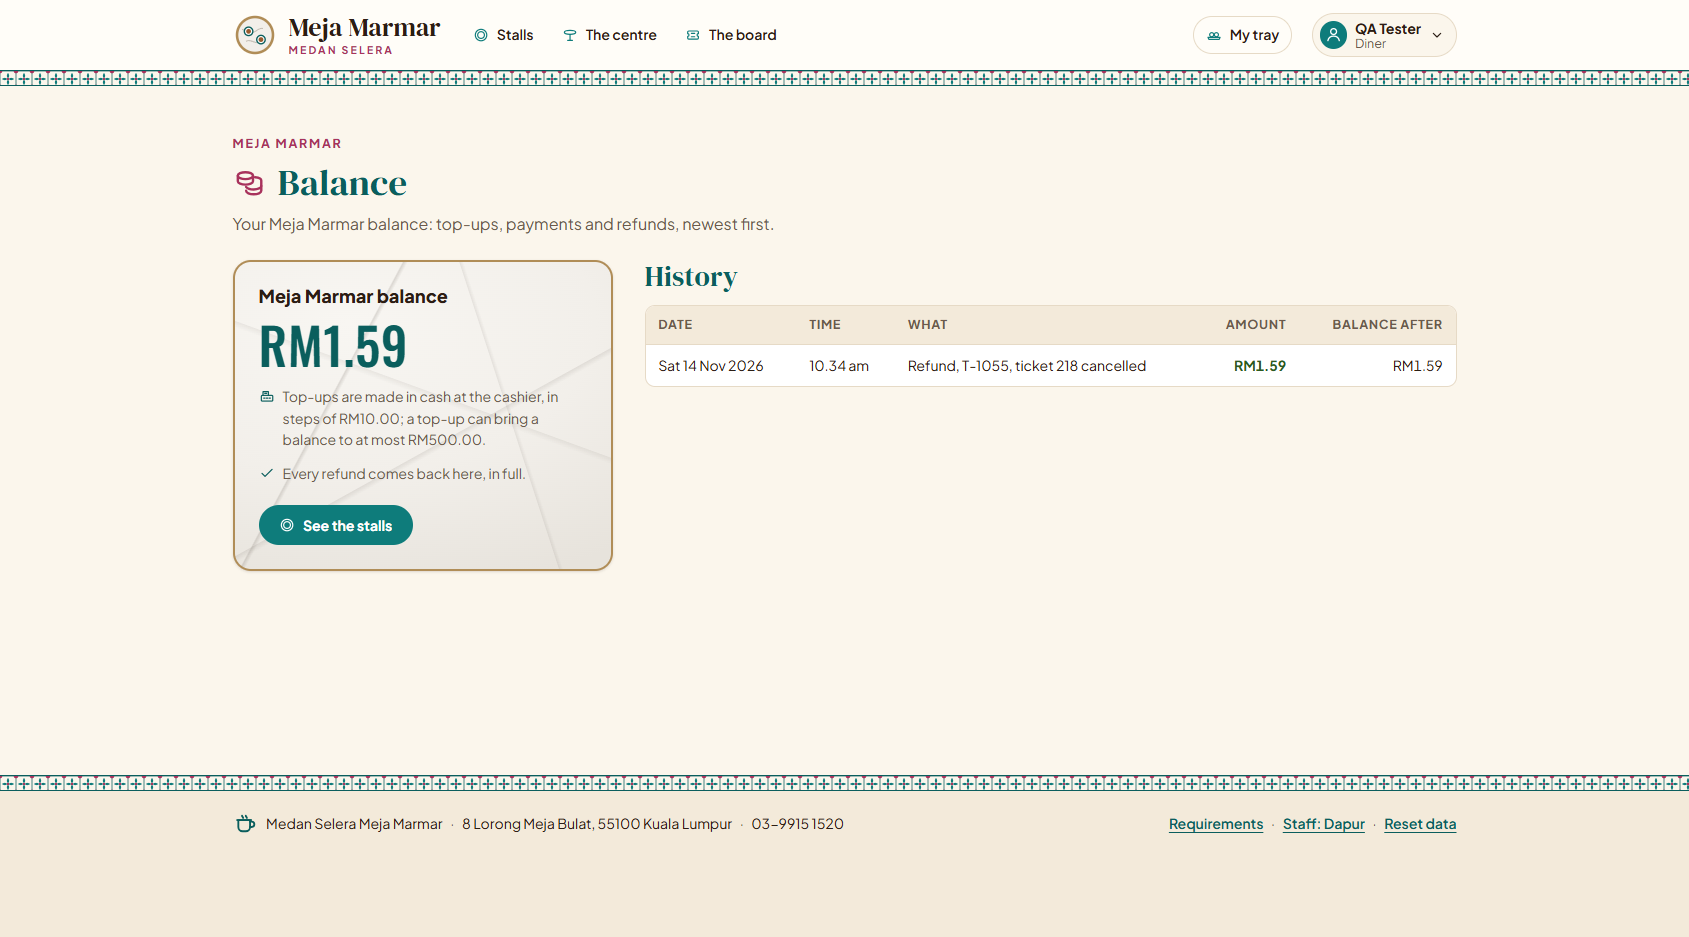 Meja Marmar
MEDAN SELERA
Stalls
The centre
The board
My tray
QA Tester
Diner
MEJA MARMAR
Balance
Your Meja Marmar balance: top-ups, payments and refunds, newest first.
Meja Marmar balance
RM1.59
Top-ups are made in cash at the cashier, in
steps of RM10.00; a top-up can bring a
balance to at most RM500.00.
Every refund comes back here, in full.
See the stalls
History
DATE TIME WHAT AMOUNT BALANCE AFTER
Sat 14 Nov 2026 10.34 am Refund, T-1055, ticket 218 cancelled RM1.59 RM1.59
Medan Selera Meja Marmar · 8 Lorong Meja Bulat, 55100 Kuala Lumpur · 03-9915 1520
Requirements · Staff: Dapur · Reset data